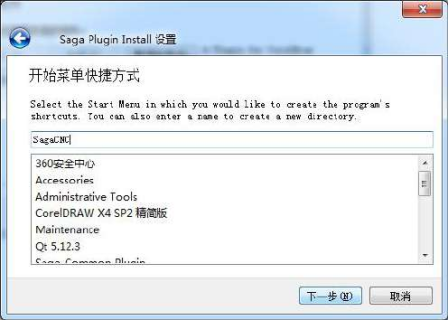 Saga Plugin Install 设置
开始菜单快捷方式
Select the Start Menu in which you would like to create the program's
shortcuts. You can also enter a name to create a new directory.
SagaCNC
360安全中心
Accessories
Administrative Tools
CorelDRAW X4 SP2 精简版
Maintenance
Qt 5.12.3
Saga Common Plugin
下一步(N)
取消